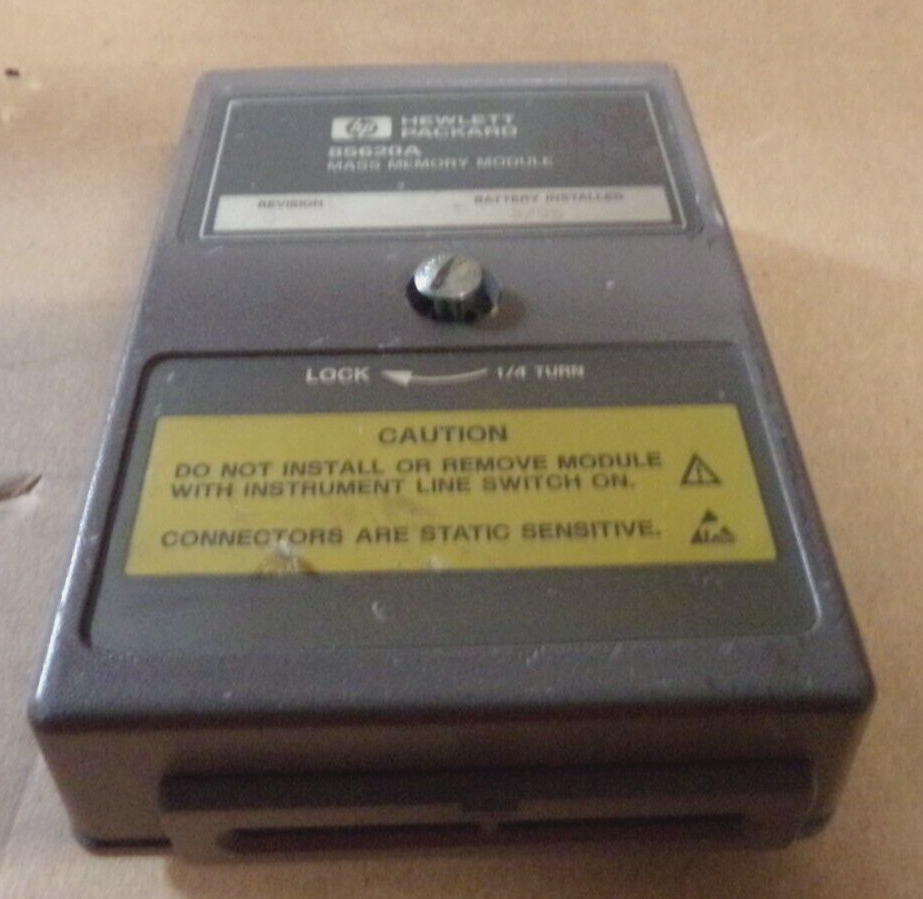 hp HEWLETT
PACKARD
85620A
MASS MEMORY MODULE
REVISION BATTERY INSTALLED
LOCK 1/4 TURN
CAUTION
DO NOT INSTALL OR REMOVE MODULE
WITH INSTRUMENT LINE SWITCH ON.
CONNECTORS ARE STATIC SENSITIVE.